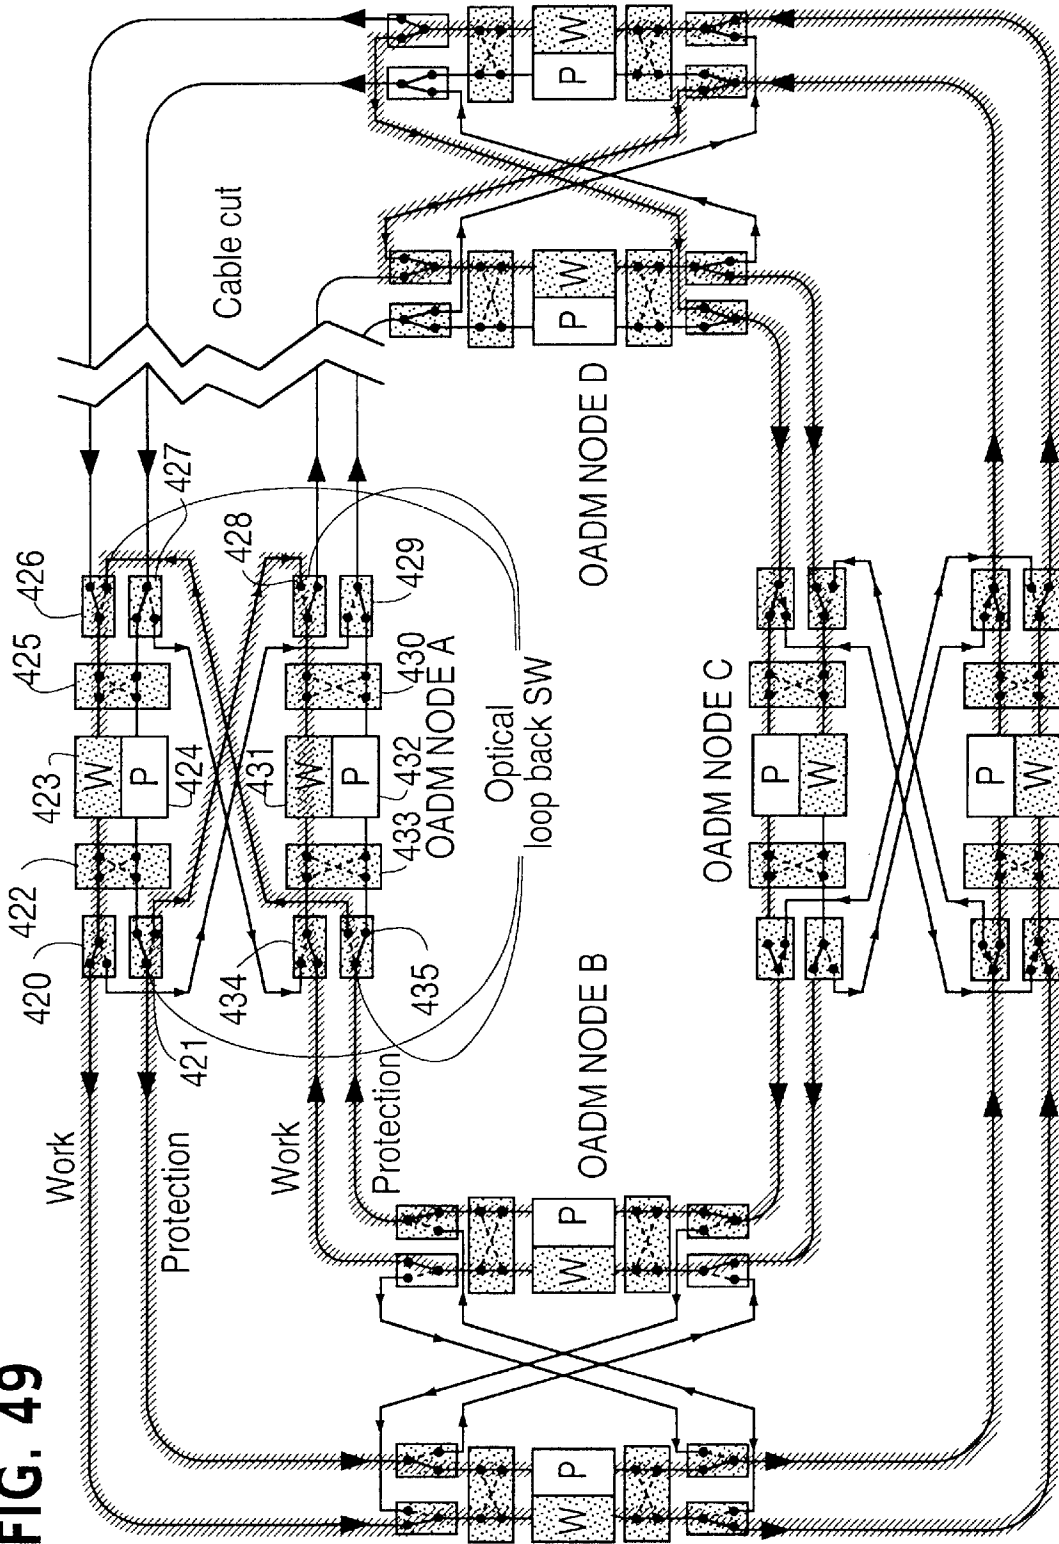 FIG. 49
Work
Protection
Work
Protection
420
422
423
425
426
421
424
427
434
431
428
435
433
432
430
429
W
P
W
P
OADM NODE A
Optical
loop back SW
Cable cut
OADM NODE B
W
P
W
P
OADM NODE C
P
W
P
W
OADM NODE D
P
W
P
W